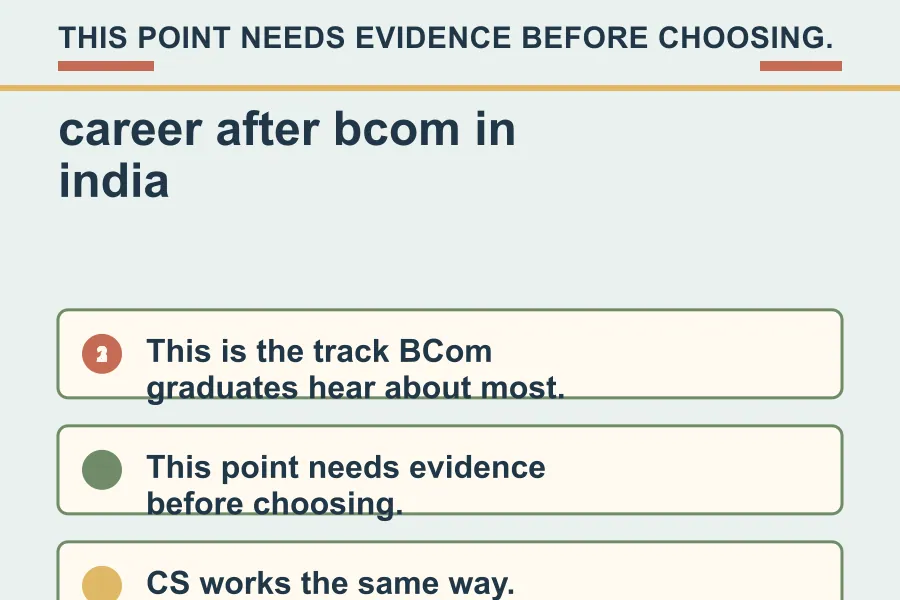 THIS POINT NEEDS EVIDENCE BEFORE CHOOSING.
career after bcom in
india
This is the track BCom
graduates hear about most.
This point needs evidence
before choosing.
CS works the same way.